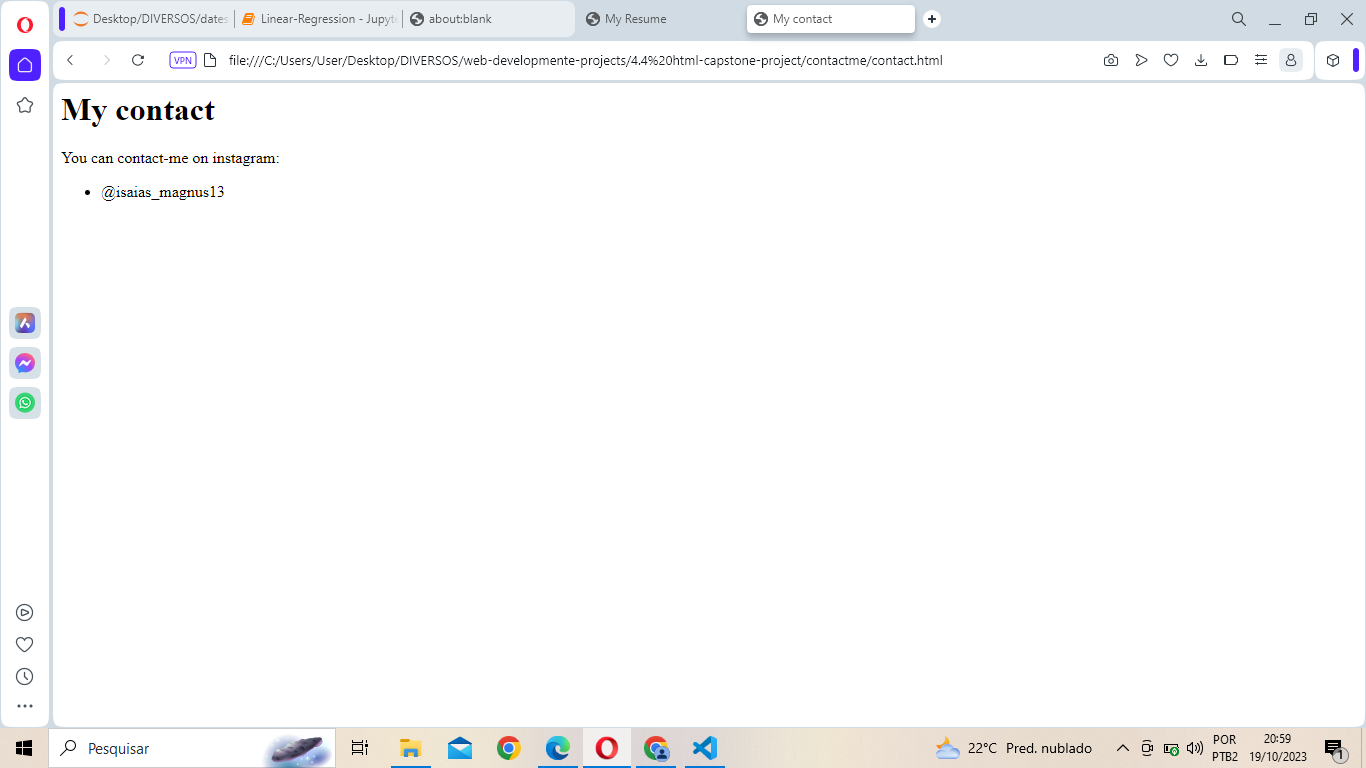 Desktop/DIVERSOS/dates
Linear-Regression - Jupyte
about:blank
My Resume
My contact
VPN
file:///C:/Users/User/Desktop/DIVERSOS/web-developmente-projects/4.4%20html-capstone-project/contactme/contact.html
My contact
You can contact-me on instagram:
@isaias_magnus13
Pesquisar
22°C Pred. nublado
POR
PTB2
20:59
19/10/2023
1